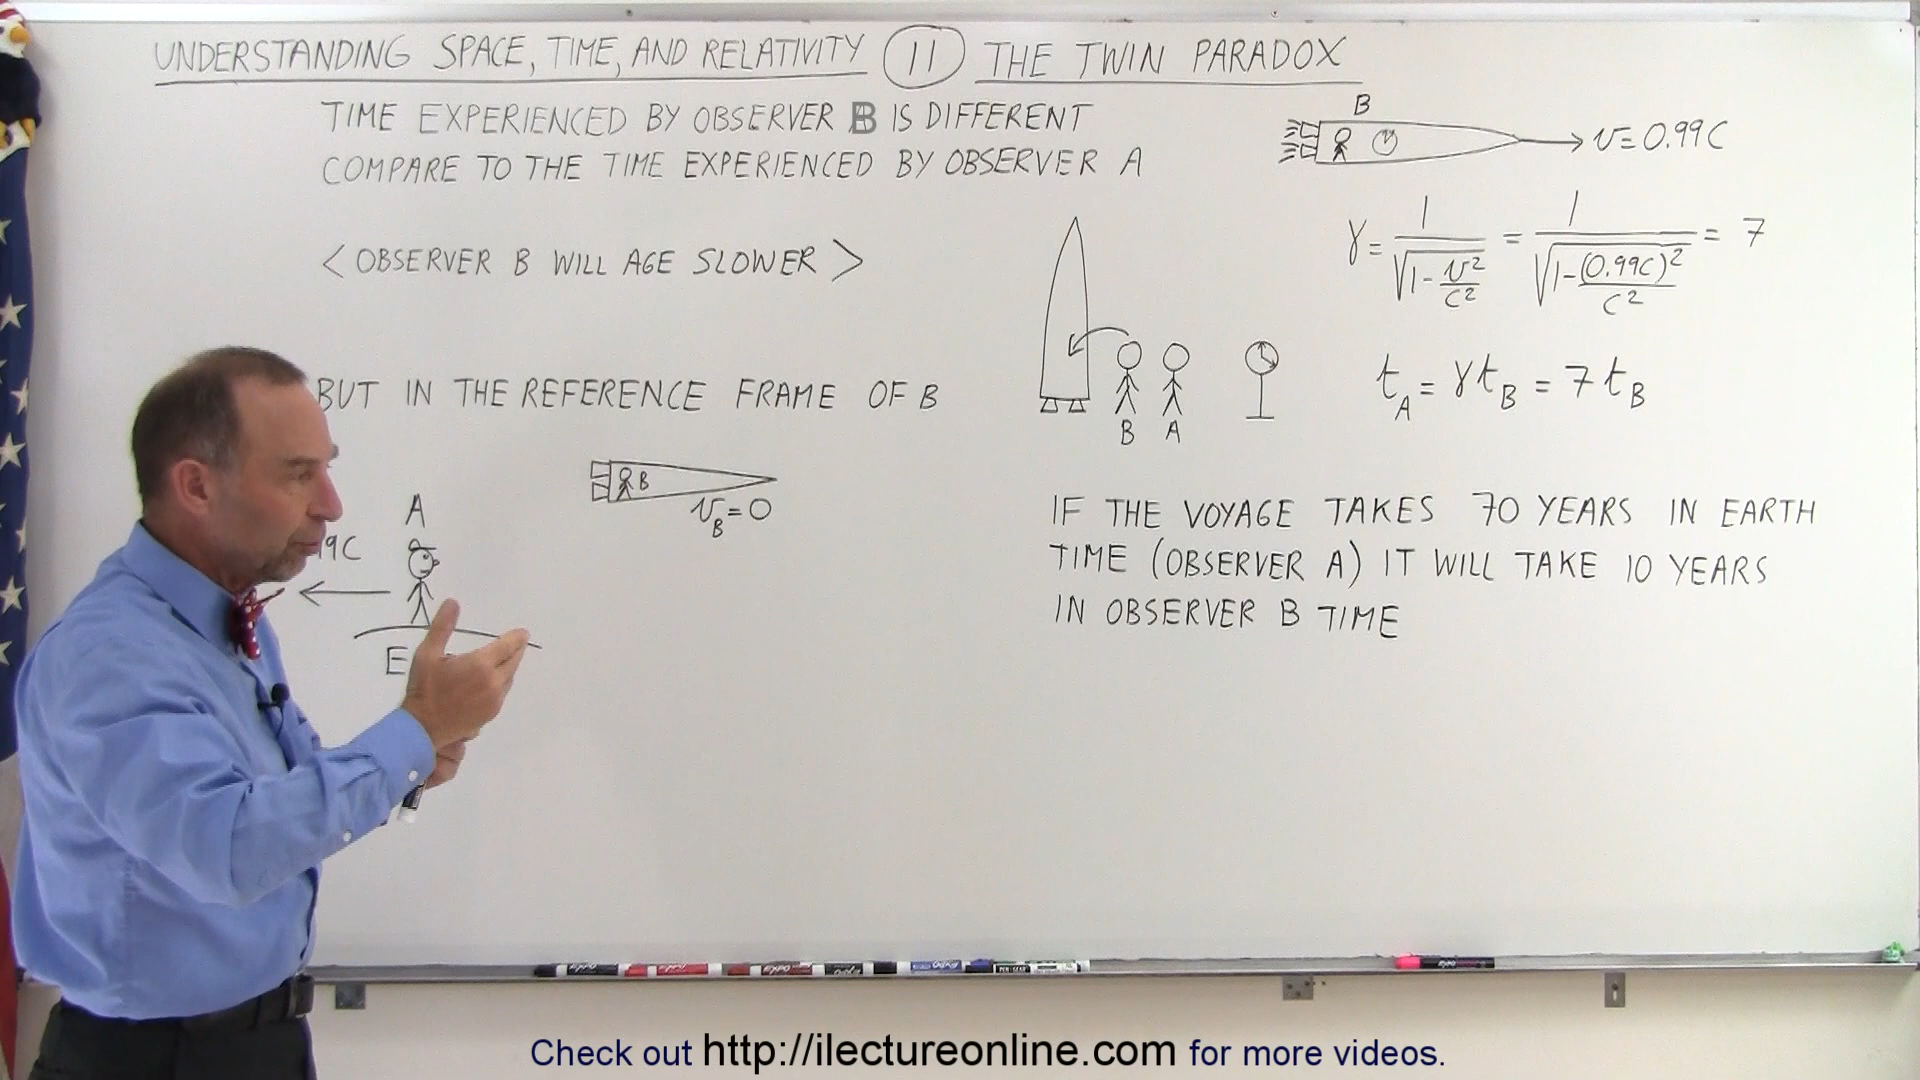 UNDERSTANDING SPACE, TIME, AND RELATIVITY 11 THE TWIN PARADOX
TIME EXPERIENCED BY OBSERVER B IS DIFFERENT
COMPARE TO THE TIME EXPERIENCED BY OBSERVER A
<OBSERVER B WILL AGE SLOWER>
BUT IN THE REFERENCE FRAME OF B
B
v_B = 0
A
9C
E
B
v = 0.99C
γ = 1/√(1 - v²/c²) = 1/√(1 - (0.99C)²/c²) = 7
B A
t_A = γt_B = 7t_B
IF THE VOYAGE TAKES 70 YEARS IN EARTH
TIME (OBSERVER A) IT WILL TAKE 10 YEARS
IN OBSERVER B TIME
Check out http://ilectureonline.com for more videos.